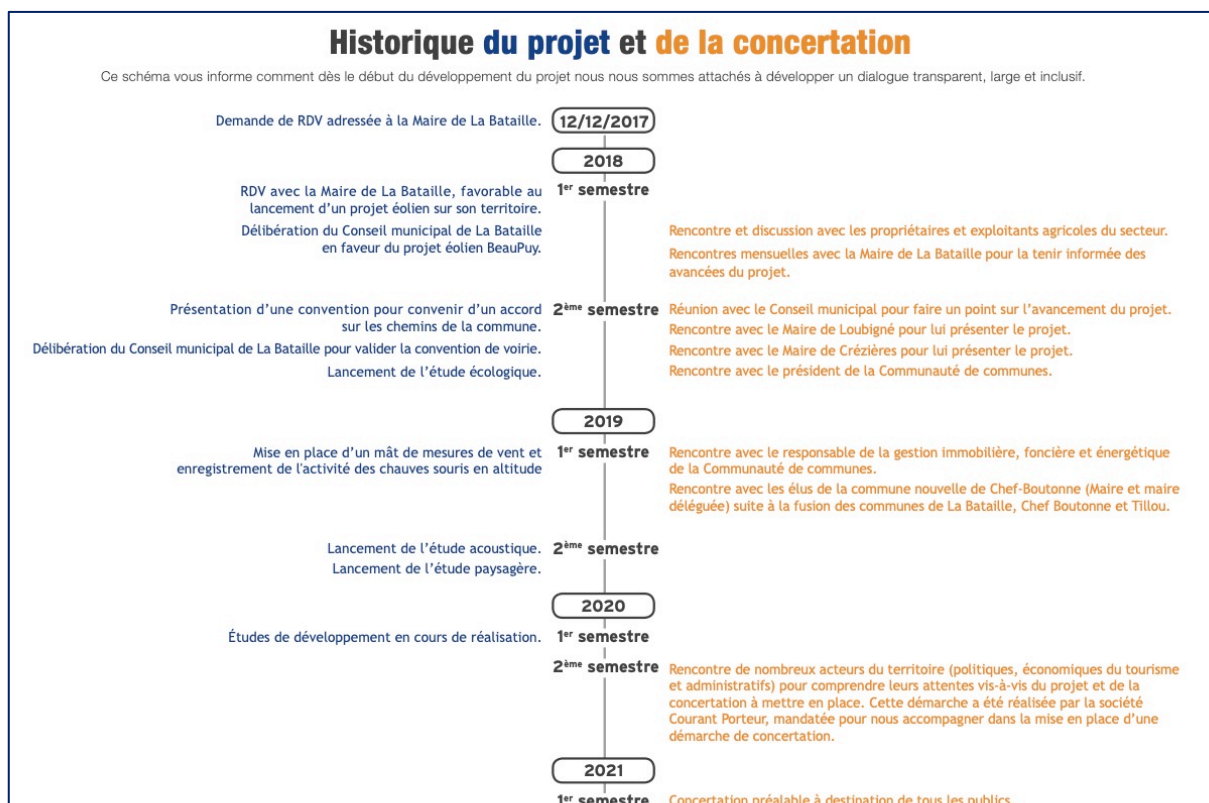 Historique du projet et de la concertation
Ce schéma vous informe comment dès le début du développement du projet nous nous sommes attachés à développer un dialogue transparent, large et inclusif.
Demande de RDV adressée à la Maire de La Bataille.
12/12/2017
2018
1er semestre
RDV avec la Maire de La Bataille, favorable au
lancement d’un projet éolien sur son territoire.
Délibération du Conseil municipal de La Bataille
en faveur du projet éolien BeauPuy.
Rencontre et discussion avec les propriétaires et exploitants agricoles du secteur.
Rencontres mensuelles avec la Maire de La Bataille pour la tenir informée des
avancées du projet.
2ème semestre
Présentation d’une convention pour convenir d’un accord
sur les chemins de la commune.
Délibération du Conseil municipal de La Bataille pour valider la convention de voirie.
Lancement de l’étude écologique.
Réunion avec le Conseil municipal pour faire un point sur l’avancement du projet.
Rencontre avec le Maire de Loubigné pour lui présenter le projet.
Rencontre avec le Maire de Crézières pour lui présenter le projet.
Rencontre avec le président de la Communauté de communes.
2019
1er semestre
Mise en place d’un mât de mesures de vent et
enregistrement de l'activité des chauves souris en altitude
Rencontre avec le responsable de la gestion immobilière, foncière et énergétique
de la Communauté de communes.
Rencontre avec les élus de la commune nouvelle de Chef-Boutonne (Maire et maire
déléguée) suite à la fusion des communes de La Bataille, Chef Boutonne et Tillou.
2ème semestre
Lancement de l’étude acoustique.
Lancement de l’étude paysagère.
2020
Études de développement en cours de réalisation.
1er semestre
2ème semestre
Rencontre de nombreux acteurs du territoire (politiques, économiques du tourisme
et administratifs) pour comprendre leurs attentes vis-à-vis du projet et de la
concertation à mettre en place. Cette démarche a été réalisée par la société
Courant Porteur, mandatée pour nous accompagner dans la mise en place d’une
démarche de concertation.
2021
1er semestre
Concertation préalable à destination de tous les publics.